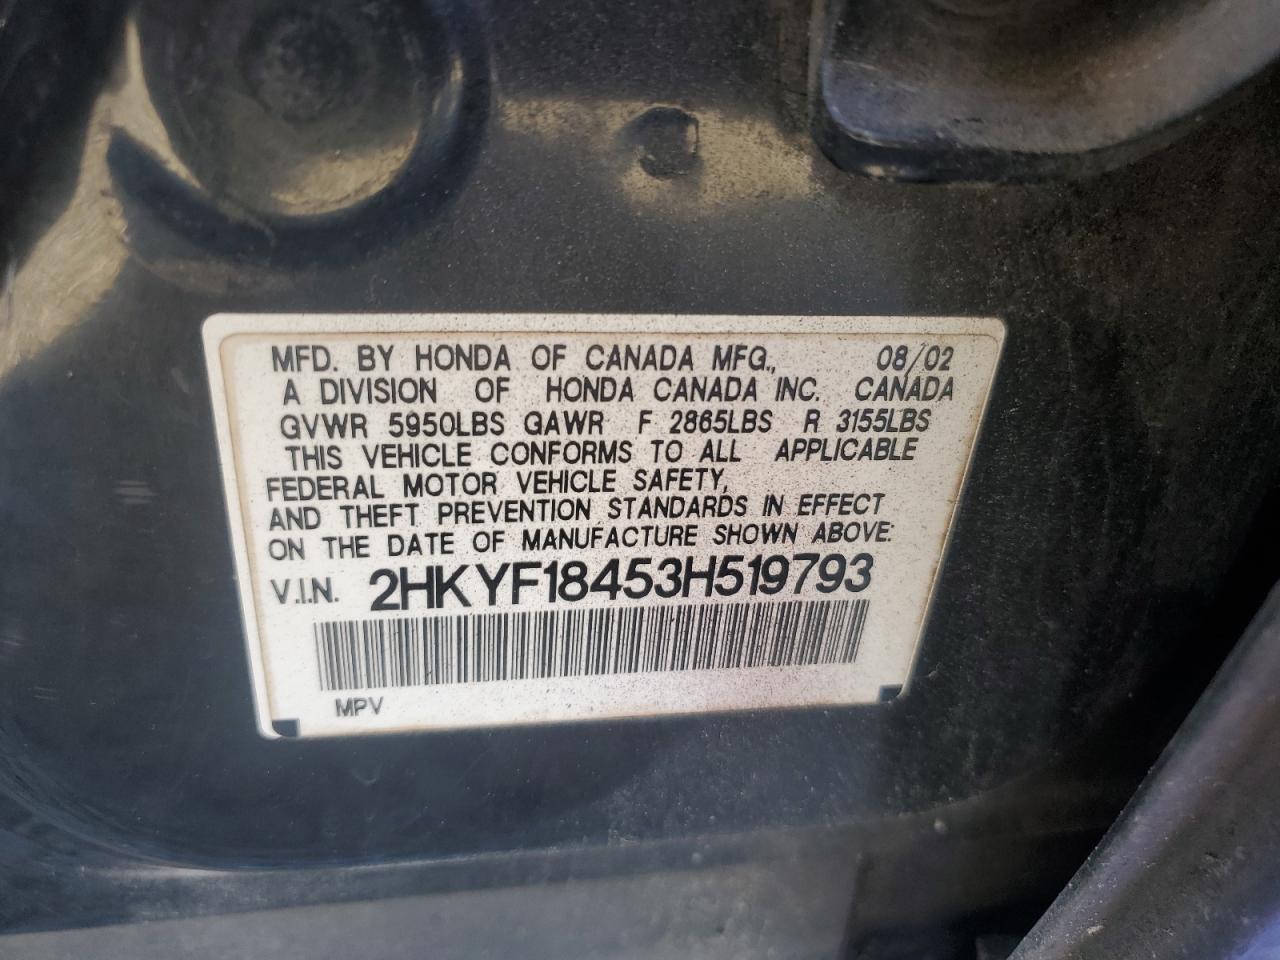 MFD. BY HONDA OF CANADA MFG., 08/02
A DIVISION OF HONDA CANADA INC. CANADA
GVWR 5950LBS GAWR F 2865LBS R 3155LBS
THIS VEHICLE CONFORMS TO ALL APPLICABLE
FEDERAL MOTOR VEHICLE SAFETY,
AND THEFT PREVENTION STANDARDS IN EFFECT
ON THE DATE OF MANUFACTURE SHOWN ABOVE:
V.I.N. 2HKYF18453H519793
MPV